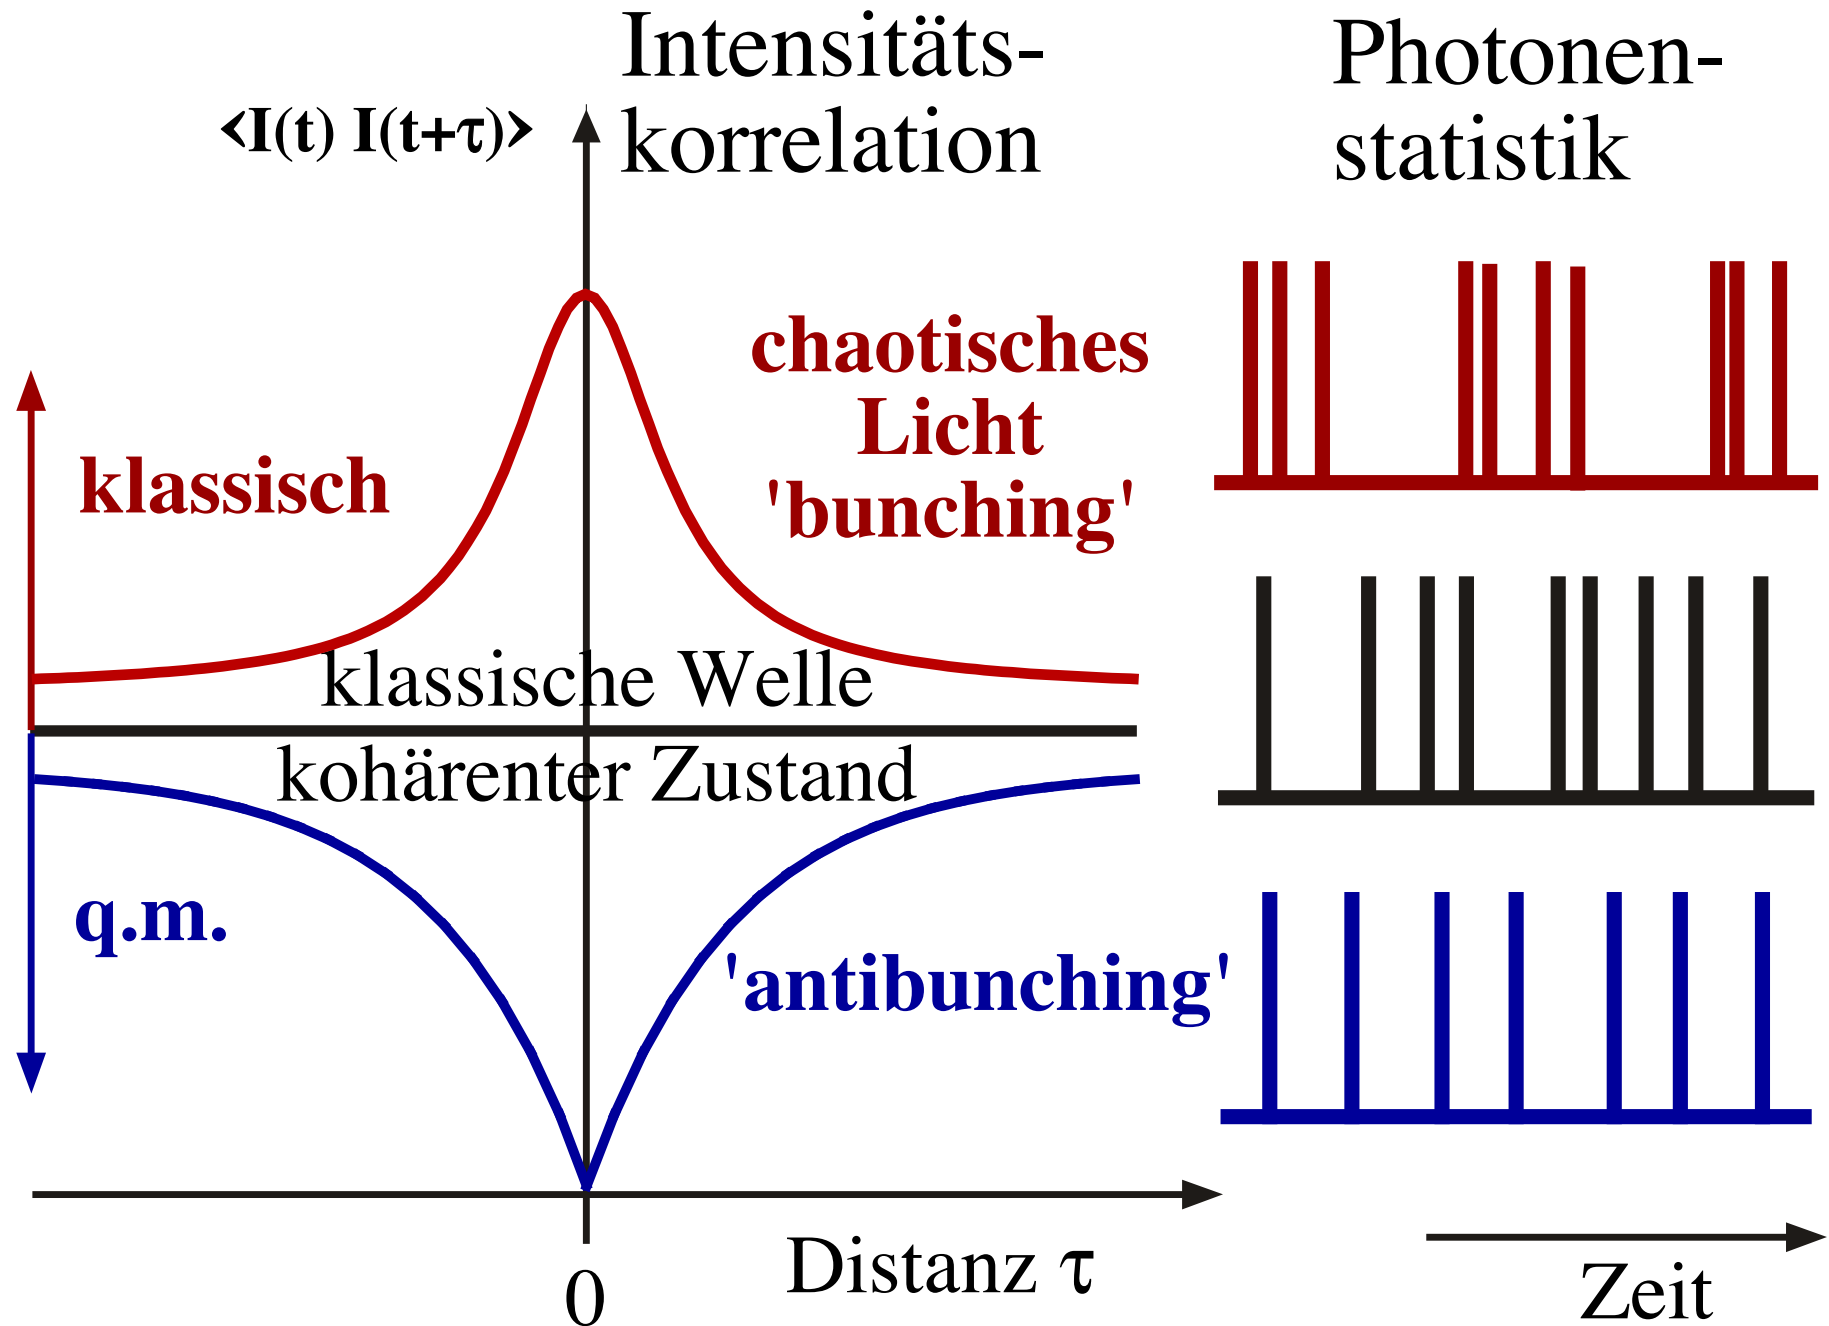 Intensitäts-
korrelation
Photonen-
statistik
<I(t) I(t+τ)>
chaotisches
Licht
'bunching'
klassisch
klassische Welle
kohärenter Zustand
q.m.
'antibunching'
Distanz τ
0
Zeit